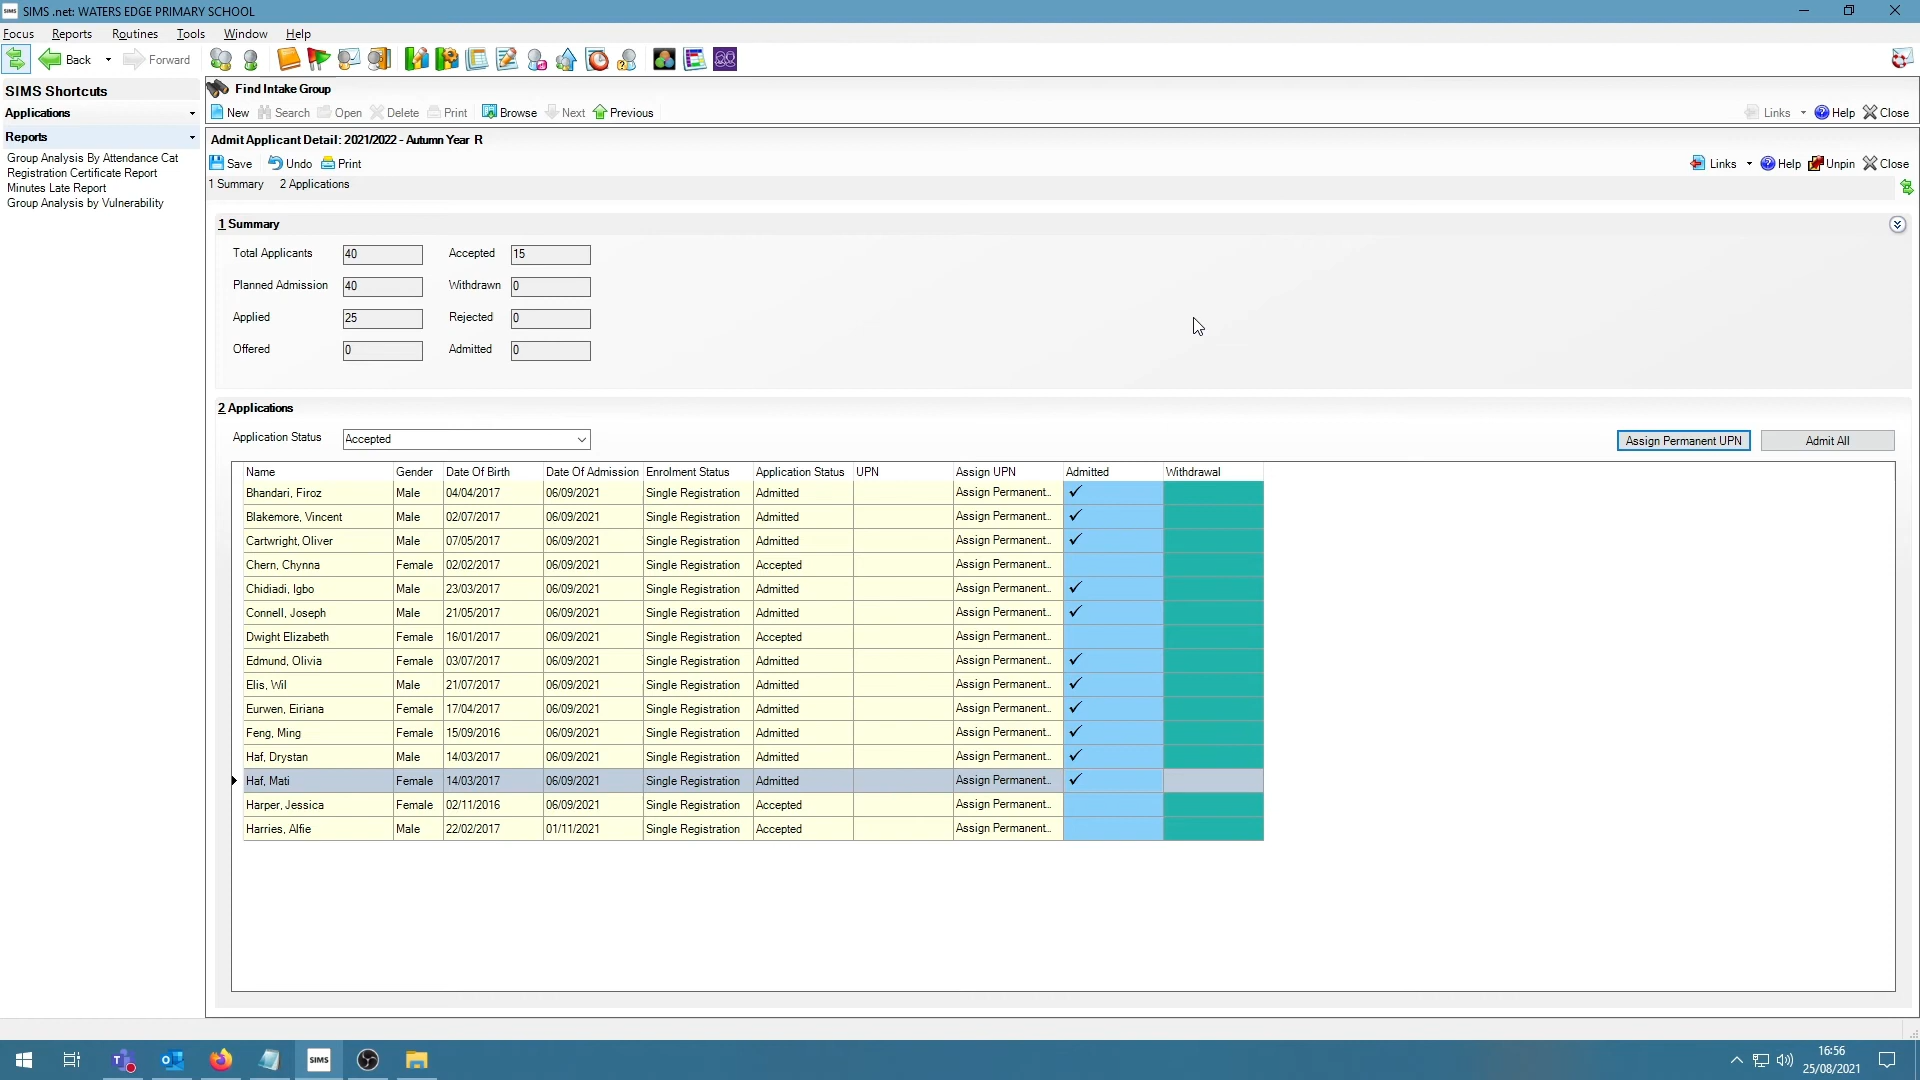 SIMS .net: WATERS EDGE PRIMARY SCHOOL
Focus Reports Routines Tools Window Help
Back Forward
SIMS Shortcuts
Applications
Reports
Group Analysis By Attendance Cat
Registration Certificate Report
Minutes Late Report
Group Analysis by Vulnerability
Find Intake Group
New Search Open Delete Print Browse Next Previous Links Help Close
Admit Applicant Detail: 2021/2022 - Autumn Year R
Save Undo Print Links Help Unpin Close
1 Summary 2 Applications
1 Summary
Total Applicants 40 Accepted 15
Planned Admission 40 Withdrawn 0
Applied 25 Rejected 0
Offered 0 Admitted 0
2 Applications
Application Status Accepted Assign Permanent UPN Admit All
Name Gender Date Of Birth Date Of Admission Enrolment Status Application Status UPN Assign UPN Admitted Withdrawal
Bhandari, Firoz Male 04/04/2017 06/09/2021 Single Registration Admitted Assign Permanent.. ✓
Blakemore, Vincent Male 02/07/2017 06/09/2021 Single Registration Admitted Assign Permanent.. ✓
Cartwright, Oliver Male 07/05/2017 06/09/2021 Single Registration Admitted Assign Permanent.. ✓
Chern, Chynna Female 02/02/2017 06/09/2021 Single Registration Accepted Assign Permanent..
Chidiadi, Igbo Male 23/03/2017 06/09/2021 Single Registration Admitted Assign Permanent.. ✓
Connell, Joseph Male 21/05/2017 06/09/2021 Single Registration Admitted Assign Permanent.. ✓
Dwight Elizabeth Female 16/01/2017 06/09/2021 Single Registration Accepted Assign Permanent..
Edmund, Olivia Female 03/07/2017 06/09/2021 Single Registration Admitted Assign Permanent.. ✓
Elis, Wil Male 21/07/2017 06/09/2021 Single Registration Admitted Assign Permanent.. ✓
Eurwen, Eiriana Female 17/04/2017 06/09/2021 Single Registration Admitted Assign Permanent.. ✓
Feng, Ming Female 15/09/2016 06/09/2021 Single Registration Admitted Assign Permanent.. ✓
Haf, Drystan Male 14/03/2017 06/09/2021 Single Registration Admitted Assign Permanent.. ✓
Haf, Mati Female 14/03/2017 06/09/2021 Single Registration Admitted Assign Permanent.. ✓
Harper, Jessica Female 02/11/2016 06/09/2021 Single Registration Accepted Assign Permanent..
Harries, Alfie Male 22/02/2017 01/11/2021 Single Registration Accepted Assign Permanent..
SIMS
16:56
25/08/2021